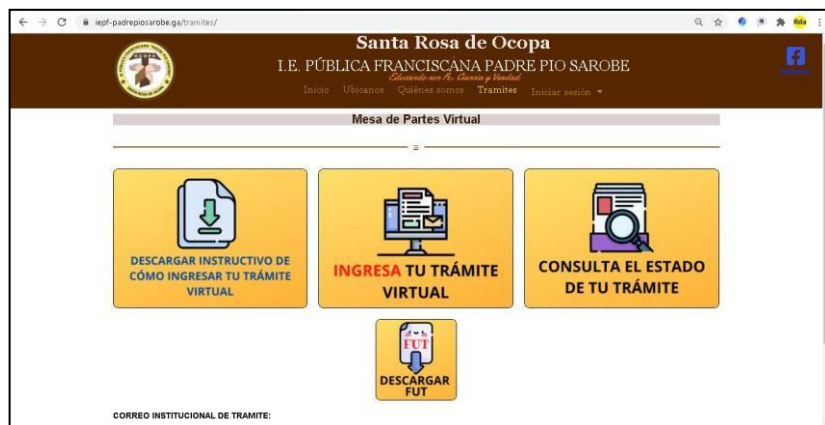 iepf-padrepiosarobe.ga/tramites/
Rda
Santa Rosa de Ocopa
I.E. PÚBLICA FRANCISCANA PADRE PIO SAROBE
Educando con Fe, Ciencia y Verdad
Inicio Ubicanos Quiénes somos Tramites Iniciar sesión
Mesa de Partes Virtual
DESCARGAR INSTRUCTIVO DE
CÓMO INGRESAR TU TRÁMITE
VIRTUAL
INGRESA TU TRÁMITE
VIRTUAL
CONSULTA EL ESTADO
DE TU TRÁMITE
FUT
DESCARGAR
FUT
CORREO INSTITUCIONAL DE TRAMITE: